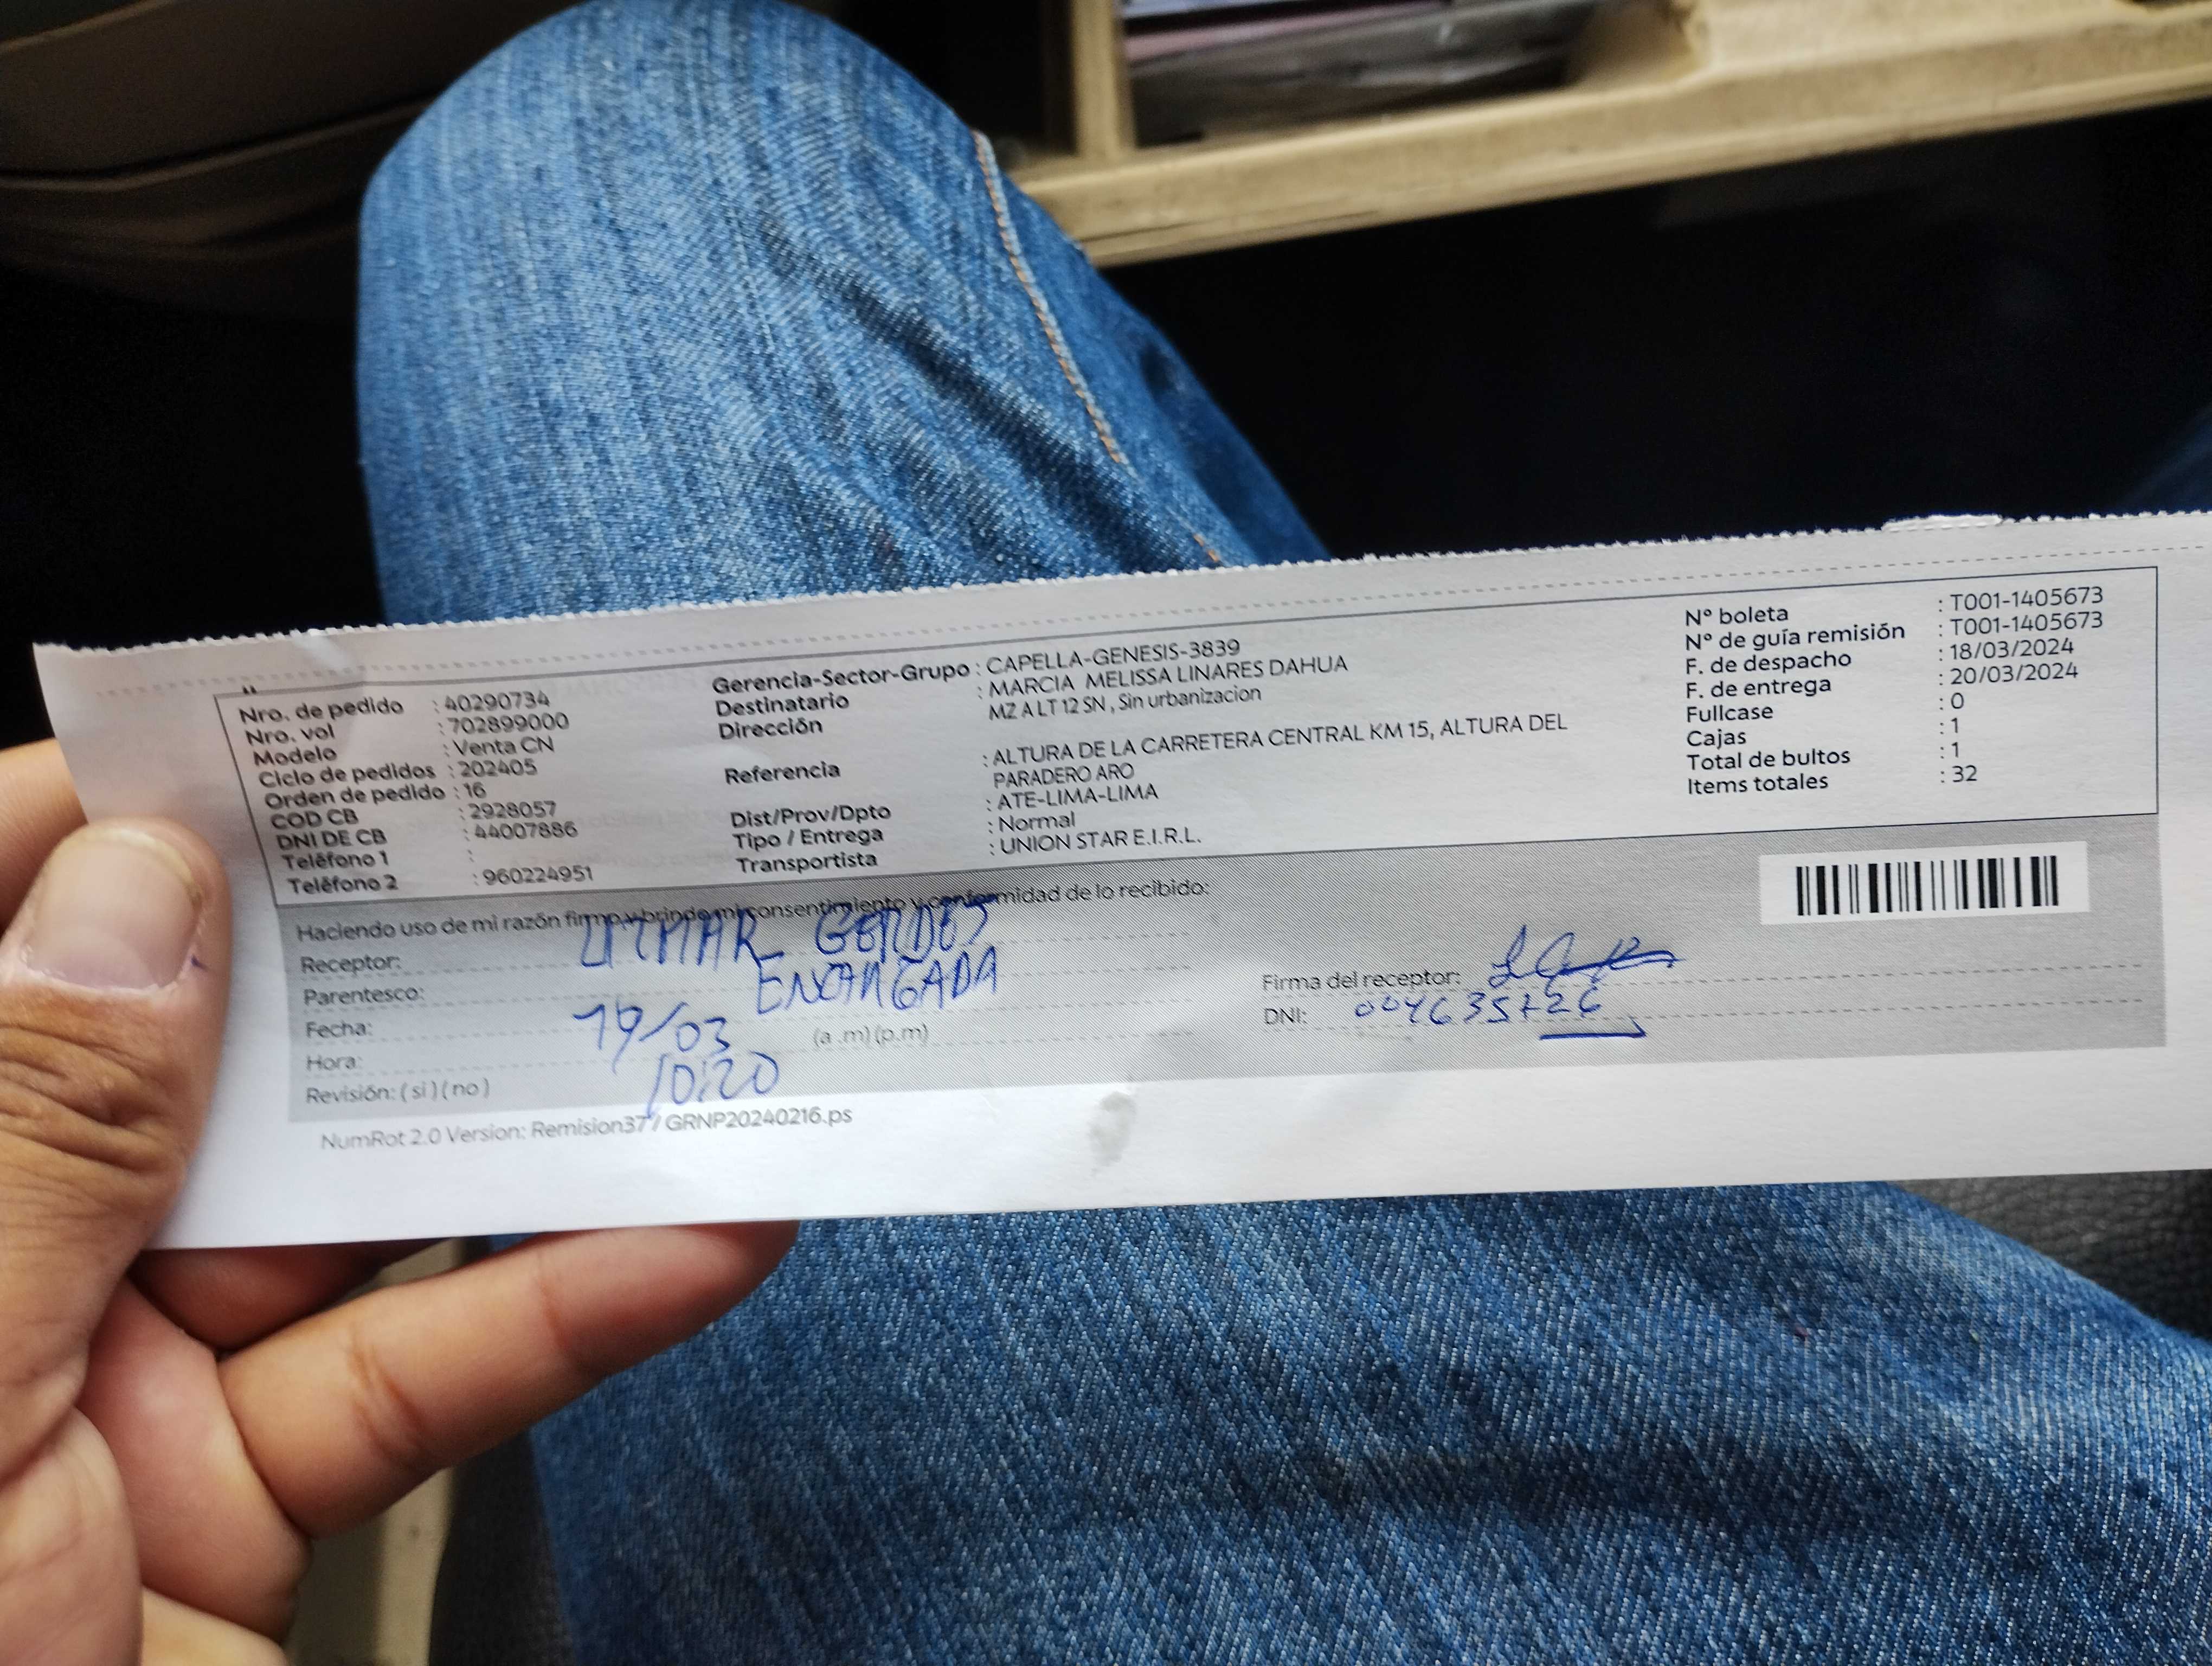 Nro. de pedido : 40290734
Nro. vol : 702899000
Modelo : Venta CN
Ciclo de pedidos : 202405
Orden de pedido : 16
COD CB : 2928057
DNI DE CB : 44007886
Teléfono 1 :
Teléfono 2 : 960224951
Gerencia-Sector-Grupo : CAPELLA-GENESIS-3839
Destinatario : MARCIA MELISSA LINARES DAHUA
Dirección MZ A LT 12 SN , Sin urbanizacion
Referencia : ALTURA DE LA CARRETERA CENTRAL KM 15, ALTURA DEL
PARADERO ARO
Dist/Prov/Dpto : ATE-LIMA-LIMA
Tipo / Entrega : Normal
Transportista : UNION STAR E.I.R.L.
Nº boleta : T001-1405673
Nº de guía remisión : T001-1405673
F. de despacho : 18/03/2024
F. de entrega : 20/03/2024
Fullcase : 0
Cajas : 1
Total de bultos : 1
Items totales : 32
Haciendo uso de mi razón firmo y brindo mi consentimiento y conformidad de lo recibido:
Receptor:
Parentesco: ENCARGADA
Fecha: 19/03
Hora: 10:20 (a .m) (p.m)
Revisión: ( si ) ( no )
Firma del receptor:
DNI:
NumRot 2.0 Version: Remision37 / GRNP20240216.ps